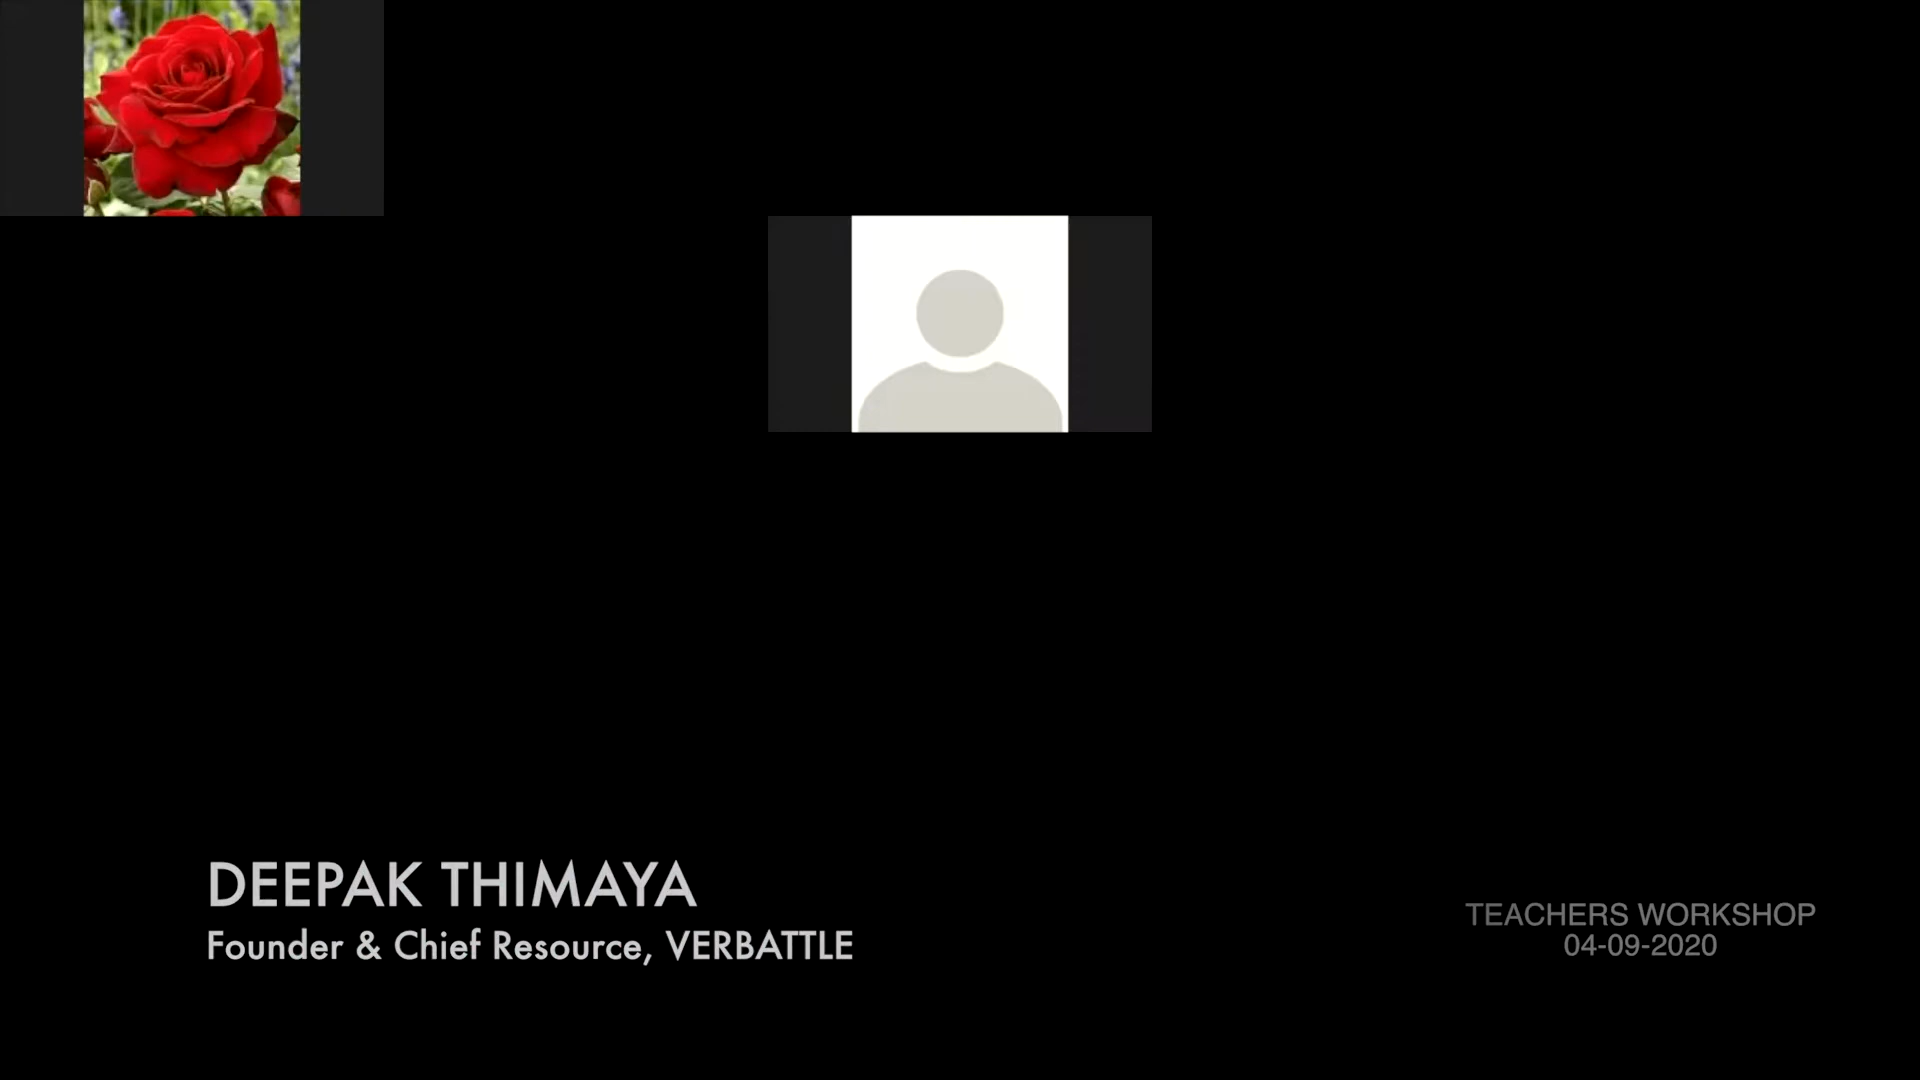 DEEPAK THIMAYA
Founder & Chief Resource, VERBATTLE
TEACHERS WORKSHOP
04-09-2020